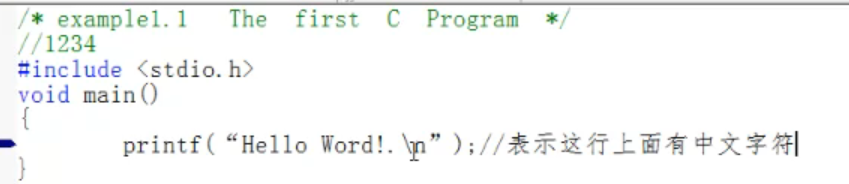 /* example1.1 The first C Program */
//1234
#include <stdio.h>
void main()
{
printf(“Hello Word!.\n”);//表示这行上面有中文字符
}